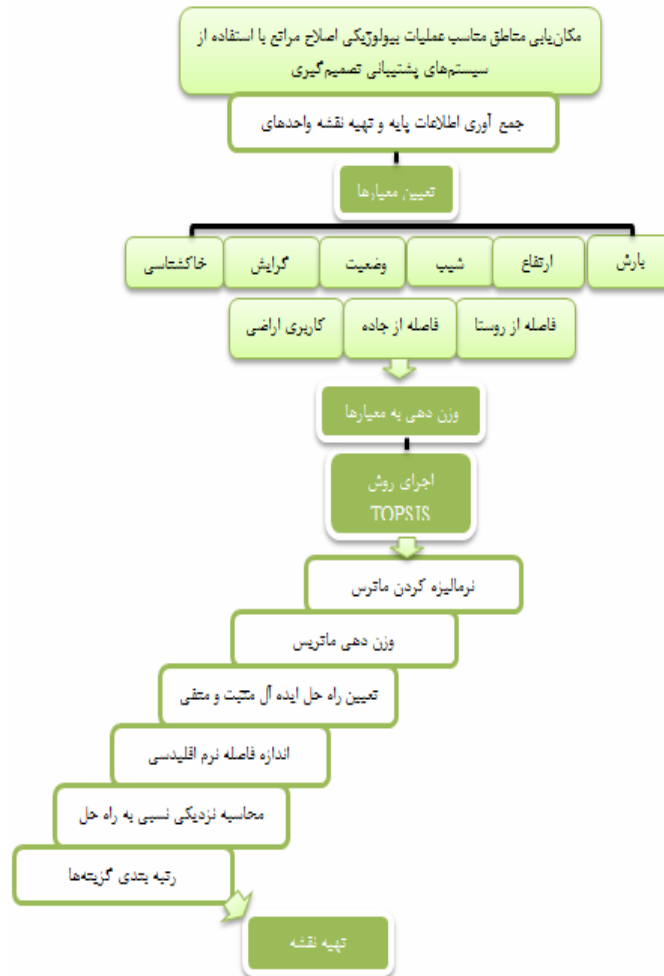 مکان‌یابی مناطق مناسب عملیات بیولوژیکی اصلاح مراتع با استفاده از
سیستم‌های پشتیبانی تصمیم‌گیری
جمع آوری اطلاعات پایه و تهیه نقشه واحدهای
تعیین معیارها
بارش
ارتفاع
شیب
وضعیت
گرایش
خاکشناسی
فاصله از روستا
فاصله از جاده
کاربری اراضی
وزن دهی به معیارها
اجرای روش
TOPSIS
نرمالیزه کردن ماترس
وزن دهی ماتریس
تعیین راه حل ایده آل مثبت و منفی
اندازه فاصله نرم اقلیدسی
محاسبه نزدیکی نسبی به راه حل
رتبه بندی گزینه‌ها
تهیه نقشه